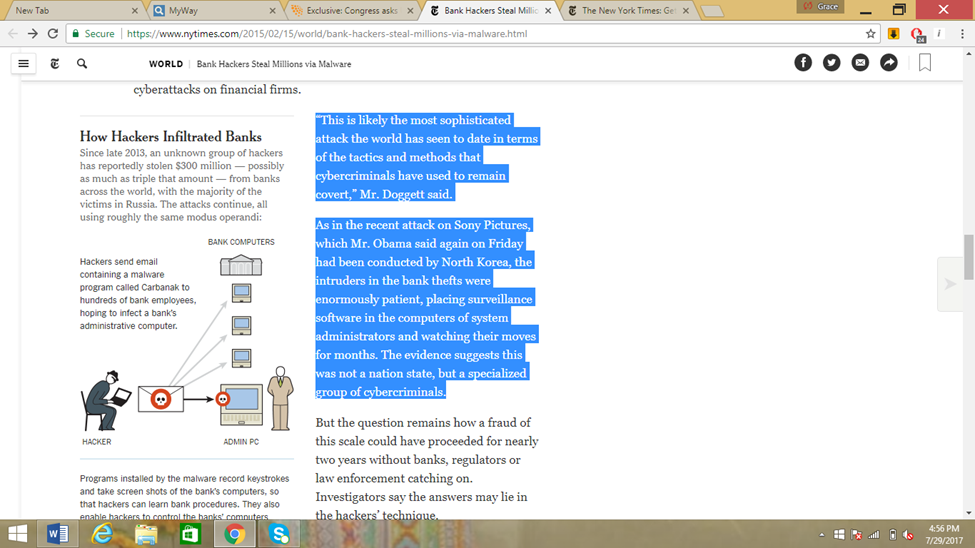 New Tab
MyWay
Exclusive: Congress asks
Bank Hackers Steal Millio
The New York Times: Get
Grace
Secure
https://www.nytimes.com/2015/02/15/world/bank-hackers-steal-millions-via-malware.html
24
WORLD
Bank Hackers Steal Millions via Malware
cyberattacks on financial firms.
How Hackers Infiltrated Banks
Since late 2013, an unknown group of hackers
has reportedly stolen $300 million — possibly
as much as triple that amount — from banks
across the world, with the majority of the
victims in Russia. The attacks continue, all
using roughly the same modus operandi:
BANK COMPUTERS
Hackers send email
containing a malware
program called Carbanak to
hundreds of bank employees,
hoping to infect a bank's
administrative computer.
HACKER
ADMIN PC
Programs installed by the malware record keystrokes
and take screen shots of the bank's computers, so
that hackers can learn bank procedures. They also
enable hackers to control the banks' computers
“This is likely the most sophisticated
attack the world has seen to date in terms
of the tactics and methods that
cybercriminals have used to remain
covert,” Mr. Doggett said.
As in the recent attack on Sony Pictures,
which Mr. Obama said again on Friday
had been conducted by North Korea, the
intruders in the bank thefts were
enormously patient, placing surveillance
software in the computers of system
administrators and watching their moves
for months. The evidence suggests this
was not a nation state, but a specialized
group of cybercriminals.
But the question remains how a fraud of
this scale could have proceeded for nearly
two years without banks, regulators or
law enforcement catching on.
Investigators say the answers may lie in
the hackers’ technique.
4:56 PM
7/29/2017